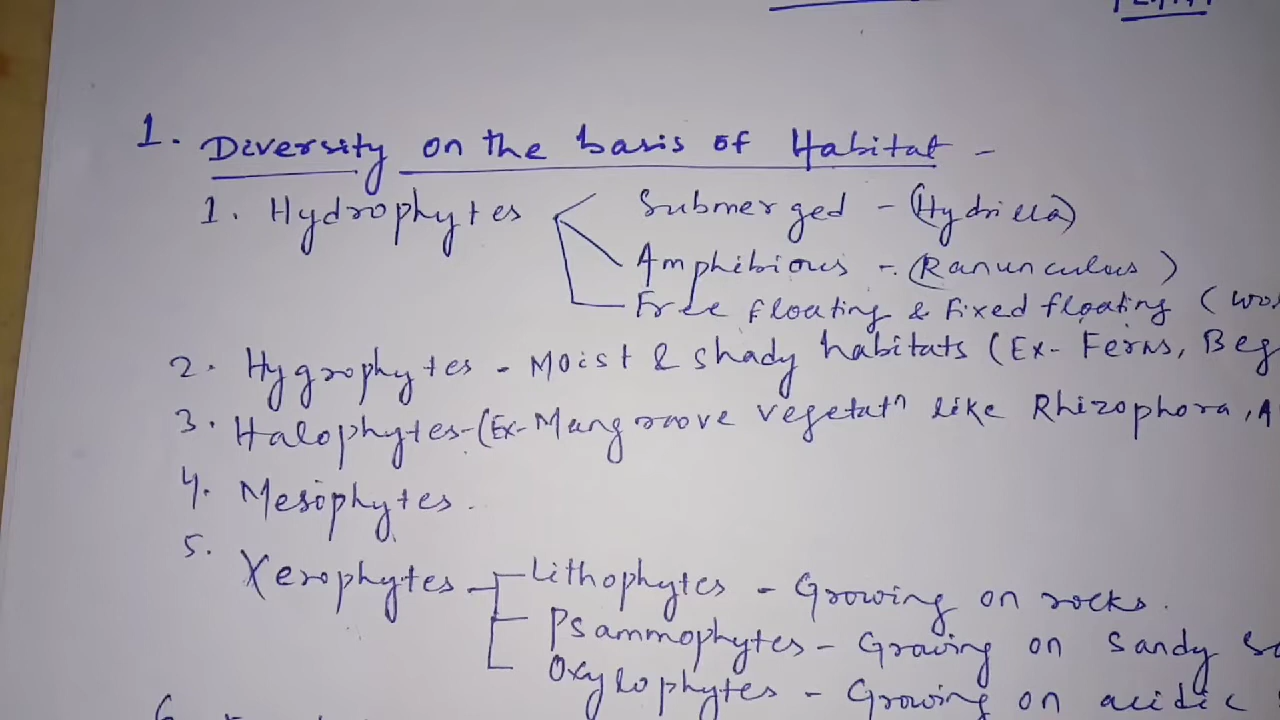 1. Diversity on the basis of Habitat -
1. Hydrophytes
Submerged - (Hydrilla)
Amphibious - (Ranunculus)
Free floating & Fixed floating (
2. Hygrophytes - Moist & shady habitats (Ex- Ferns, Beg
3. Halophytes-(Ex- Mangroove vegetatn like Rhizophora, A
4. Mesophytes.
5. Xerophytes
Lithophytes - Growing on rocks.
Psammophytes - Growing on sandy
Oxylophytes - Growing on acidic